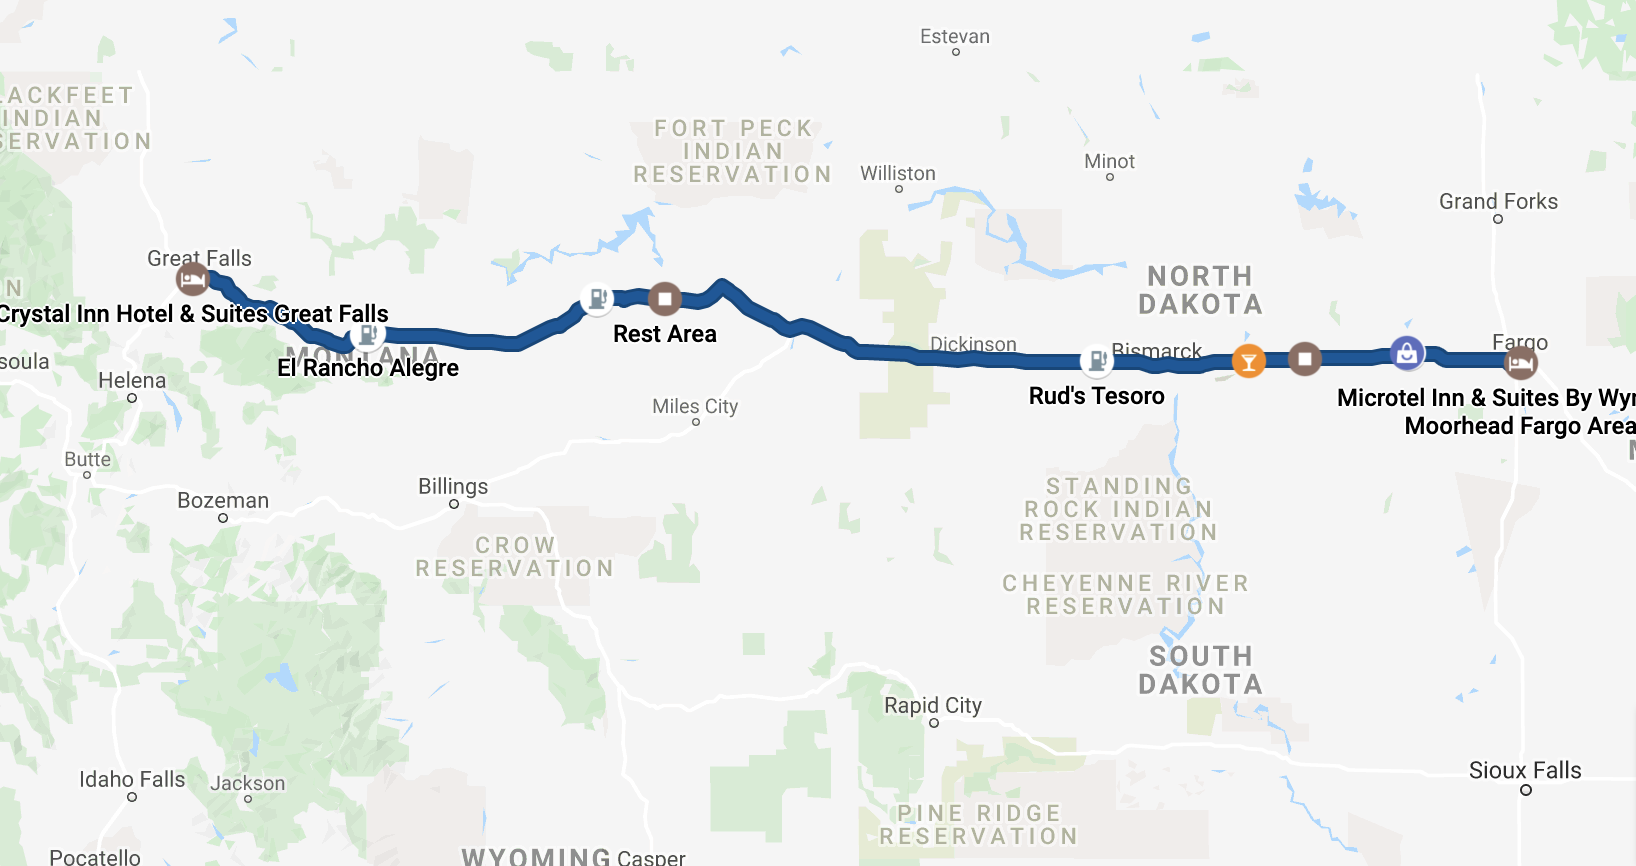 Estevan
LACKFEET
INDIAN
SERVATION
FORT PECK
INDIAN
RESERVATION
Williston
Minot
Grand Forks
Great Falls
NORTH
DAKOTA
N
Crystal Inn Hotel & Suites Great Falls
Rest Area
Dickinson
Bismarck
Fargo
MONTANA
El Rancho Alegre
soula
Helena
Rud's Tesoro
Microtel Inn & Suites By Wyn
Moorhead Fargo Area
Miles City
M
Butte
Billings
Bozeman
STANDING
ROCK INDIAN
RESERVATION
CROW
RESERVATION
CHEYENNE RIVER
RESERVATION
SOUTH
DAKOTA
Rapid City
Idaho Falls
Jackson
Sioux Falls
PINE RIDGE
RESERVATION
Pocatello
WYOMING
Casper